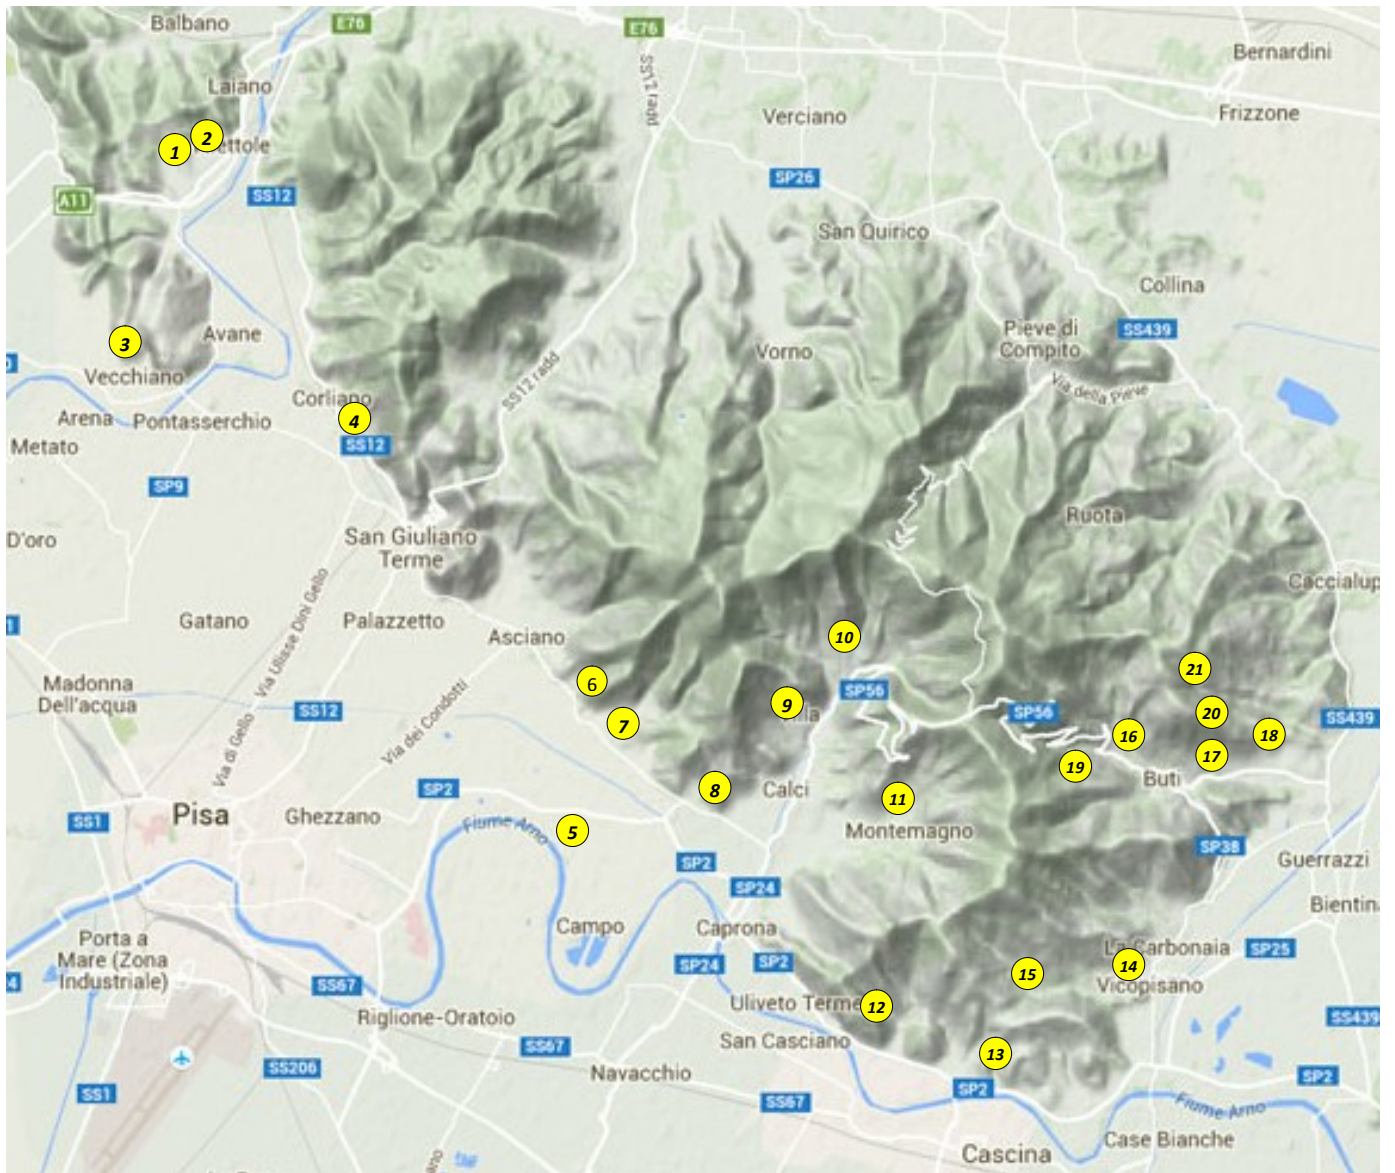 Balbano
E76
E76
Bernardini
SS12 radd
Laiano
Frizzone
Verciano
2
1
ettole
SP26
A11
SS12
San Quirico
Collina
Avane
3
Pieve di
Compito
SS439
Vorno
Vecchiano
SS12 radd
Via della Pieve
Corliano
Arena
Pontasserchio
4
Metato
SS12
SP9
Ruota
D'oro
San Giuliano
Terme
Caccialup
Via Ulisse Dini Gello
Gatano
Palazzetto
Asciano
10
21
Madonna
Dell'acqua
6
SP56
9
SS12
Via dei Condotti
7
SP56
20
SS439
16
18
Via di Gello
17
19
8
Calci
SP2
Buti
11
Pisa
SS1
Ghezzano
Fiume Arno
5
Montemagno
SP38
SP2
Guerrazzi
SP24
Bientin
Campo
Caprona
Porta a
Mare (Zona
Industriale)
La Carbonaia
SP25
SP24
SP2
14
15
Vicopisano
SS67
Uliveto Terme
12
Riglione-Oratoio
SS439
San Casciano
SS67
13
SS206
Navacchio
SP2
SP2
SS1
SS67
Fiume Arno
Case Bianche
Cascina